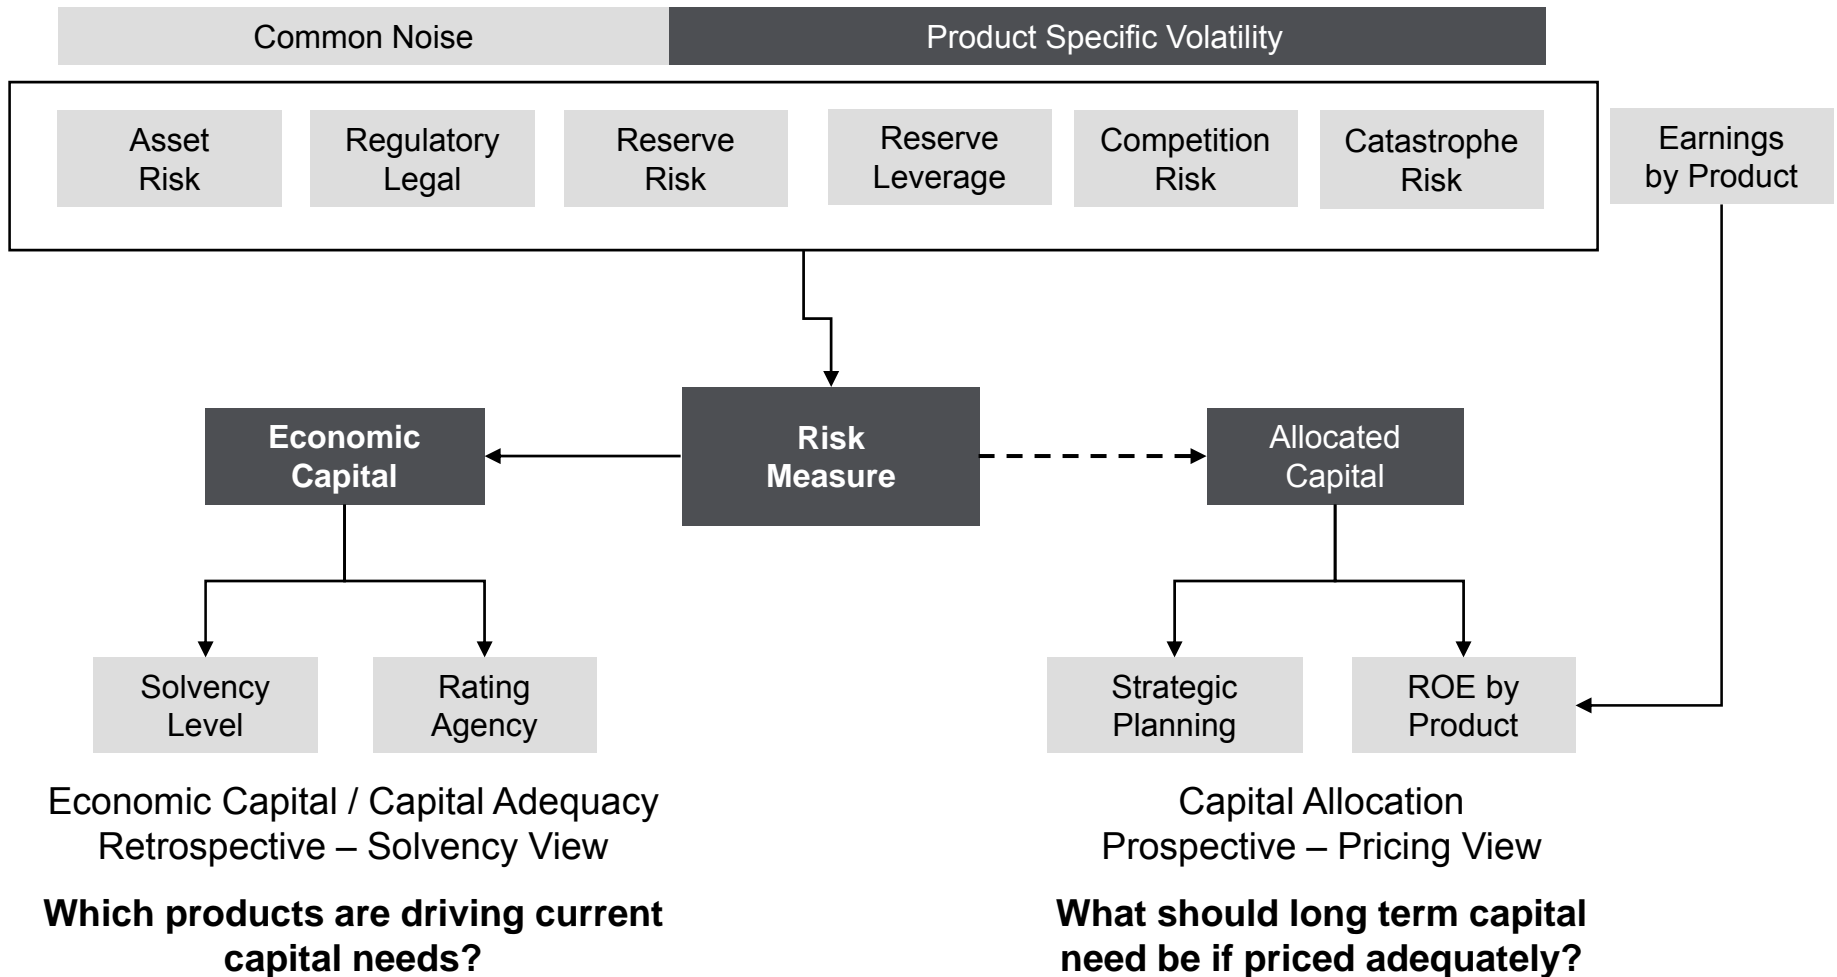 Common Noise
Product Specific Volatility
Asset
Risk
Regulatory
Legal
Reserve
Risk
Reserve
Leverage
Competition
Risk
Catastrophe
Risk
Earnings
by Product
Economic
Capital
Risk
Measure
Allocated
Capital
Solvency
Level
Rating
Agency
Strategic
Planning
ROE by
Product
Economic Capital / Capital Adequacy
Retrospective – Solvency View
Which products are driving current
capital needs?
Capital Allocation
Prospective – Pricing View
What should long term capital
need be if priced adequately?